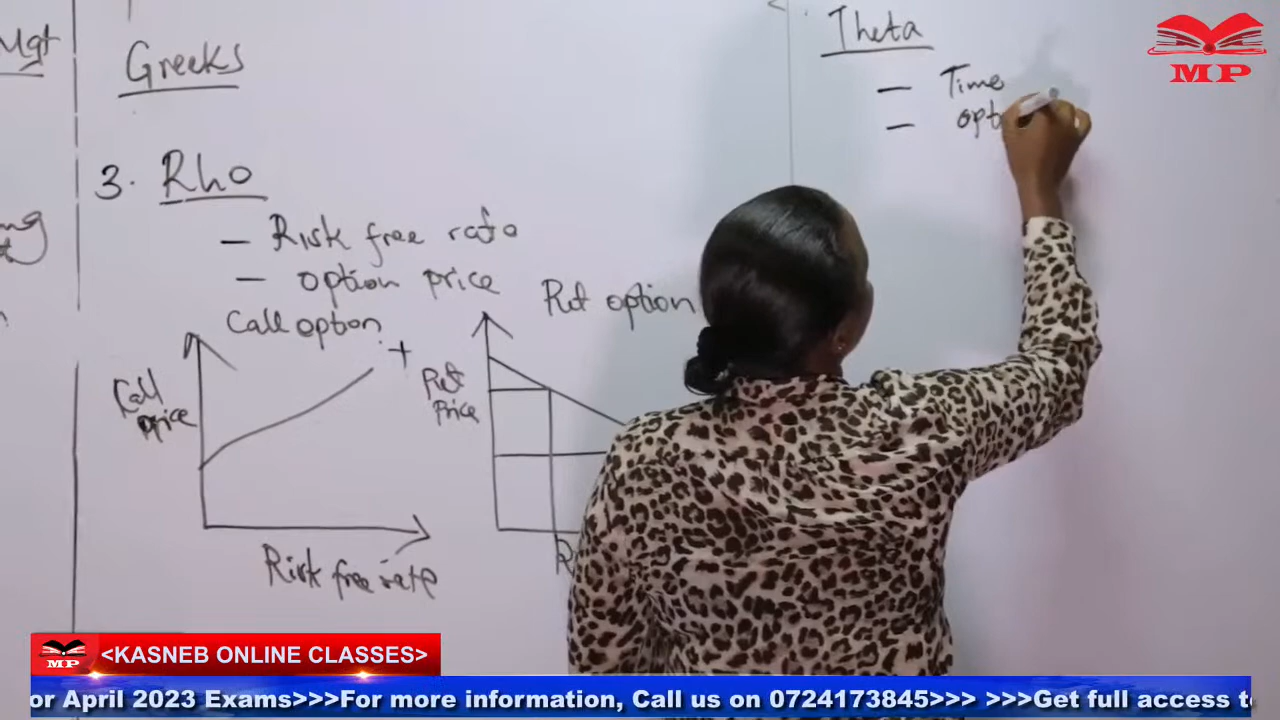 Mgt
Greeks
3. Rho
- Risk free rate
- option price
Call option
+
Call
price
Risk free rate
Put option
Put
Price
Theta
- Time
- opt
MP
MP
<KASNEB ONLINE CLASSES>
or April 2023 Exams>>>For more information, Call us on 0724173845>>> >>>Get full access to